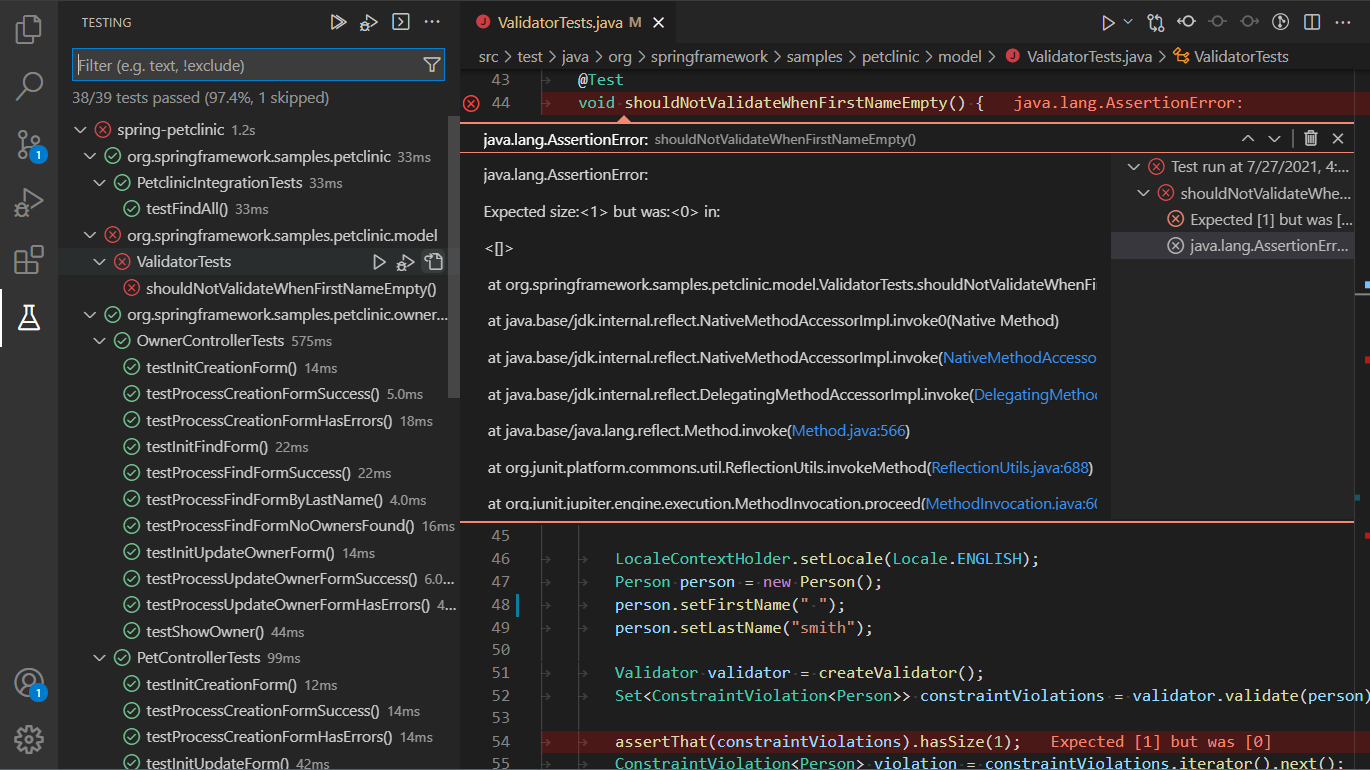 TESTING
Filter (e.g. text, !exclude)
38/39 tests passed (97.4%, 1 skipped)
spring-petclinic 1.2s
org.springframework.samples.petclinic 33ms
PetclinicIntegrationTests 33ms
testFindAll() 33ms
org.springframework.samples.petclinic.model
ValidatorTests
shouldNotValidateWhenFirstNameEmpty()
org.springframework.samples.petclinic.owner...
OwnerControllerTests 575ms
testInitCreationForm() 14ms
testProcessCreationFormSuccess() 5.0ms
testProcessCreationFormHasErrors() 18ms
testInitFindForm() 22ms
testProcessFindFormSuccess() 22ms
testProcessFindFormByLastName() 4.0ms
testProcessFindFormNoOwnersFound() 16ms
testInitUpdateOwnerForm() 14ms
testProcessUpdateOwnerFormSuccess() 6.0...
testProcessUpdateOwnerFormHasErrors() 4...
testShowOwner() 44ms
PetControllerTests 99ms
testInitCreationForm() 12ms
testProcessCreationFormSuccess() 14ms
testProcessCreationFormHasErrors() 14ms
testInitUpdateForm() 42ms
1
1
J ValidatorTests.java M
src > test > java > org > springframework > samples > petclinic > model > J ValidatorTests.java > ValidatorTests
43 @Test
44 void shouldNotValidateWhenFirstNameEmpty() { java.lang.AssertionError:
java.lang.AssertionError: shouldNotValidateWhenFirstNameEmpty()
java.lang.AssertionError:
Expected size:<1> but was:<0> in:
<[]>
at org.springframework.samples.petclinic.model.ValidatorTests.shouldNotValidateWhenFi
at java.base/jdk.internal.reflect.NativeMethodAccessorImpl.invoke0(Native Method)
at java.base/jdk.internal.reflect.NativeMethodAccessorImpl.invoke(NativeMethodAccesso
at java.base/jdk.internal.reflect.DelegatingMethodAccessorImpl.invoke(DelegatingMetho
at java.base/java.lang.reflect.Method.invoke(Method.java:566)
at org.junit.platform.commons.util.ReflectionUtils.invokeMethod(ReflectionUtils.java:688)
at org.junit.jupiter.engine.execution.MethodInvocation.proceed(MethodInvocation.java:60
Test run at 7/27/2021, 4:...
shouldNotValidateWhe...
Expected [1] but was [...
java.lang.AssertionErr...
45
46 LocaleContextHolder.setLocale(Locale.ENGLISH);
47 Person person = new Person();
48 person.setFirstName(" ");
49 person.setLastName("smith");
50
51 Validator validator = createValidator();
52 Set<ConstraintViolation<Person>> constraintViolations = validator.validate(person)
53
54 assertThat(constraintViolations).hasSize(1); Expected [1] but was [0]
55 ConstraintViolation<Person> violation = constraintViolations.iterator().next();